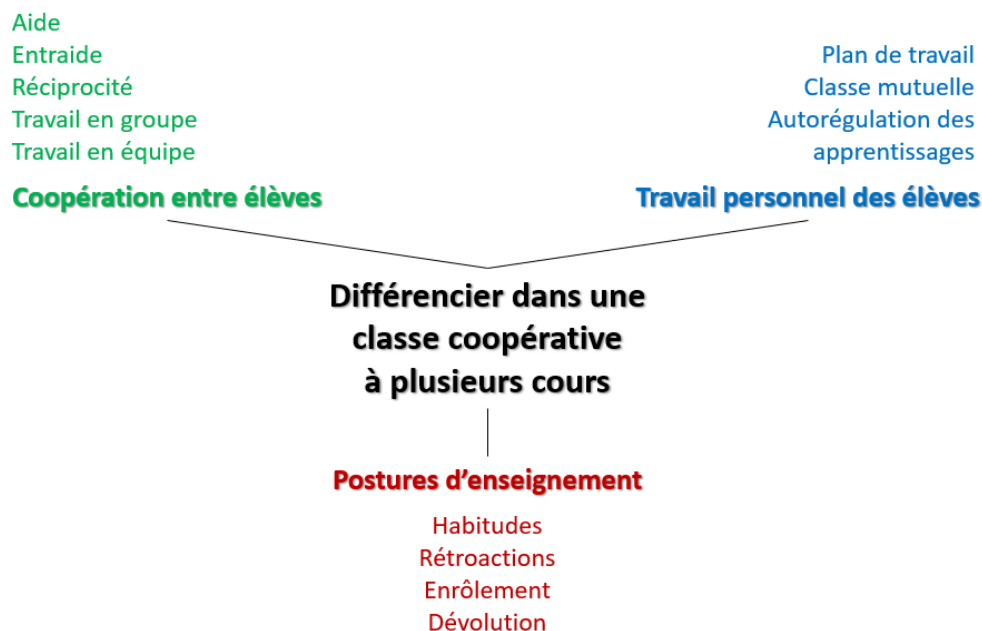 Aide
Entraide
Réciprocité
Travail en groupe
Travail en équipe
Coopération entre élèves
Plan de travail
Classe mutuelle
Autorégulation des
apprentissages
Travail personnel des élèves
Différencier dans une
classe coopérative
à plusieurs cours
Postures d’enseignement
Habitudes
Rétroactions
Enrôlement
Dévolution